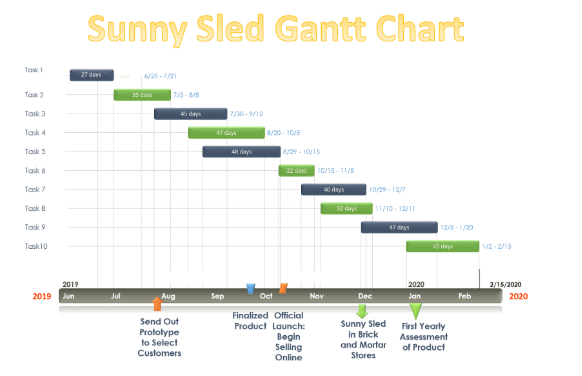 Sunny Sled Gantt Chart
Task 1
27 days
6/25 - 7/21
Task 2
35 days
7/5 - 8/8
Task 3
45 days
7/30 - 9/12
Task 4
47 days
8/20 - 10/5
Task 5
48 days
8/29 - 10/15
Task 6
22 days
10/15 - 11/5
Task 7
40 days
10/29 - 12/7
Task 8
32 days
11/10 - 12/11
Task 9
47 days
12/5 - 1/20
Task10
45 days
1/2 - 2/15
2019
2020
2/15/2020
2019
Jun
Jul
Aug
Sep
Oct
Nov
Dec
Jan
Feb
2020
Send Out
Prototype
to Select
Customers
Finalized
Product
Official
Launch:
Begin
Selling
Online
Sunny Sled
in Brick
and Mortar
Stores
First Yearly
Assessment
of Product